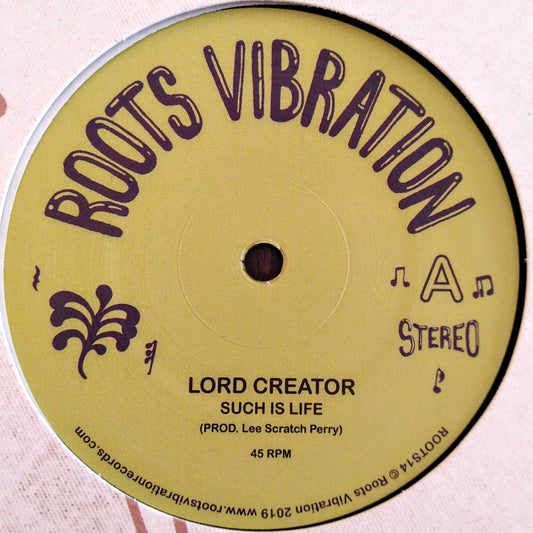 ROOTS VIBRATION
A
STEREO
LORD CREATOR
SUCH IS LIFE
(PROD. Lee Scratch Perry)
45 RPM
ROOTS14 © Roots Vibration 2019 www.rootsvibrationrecords.com